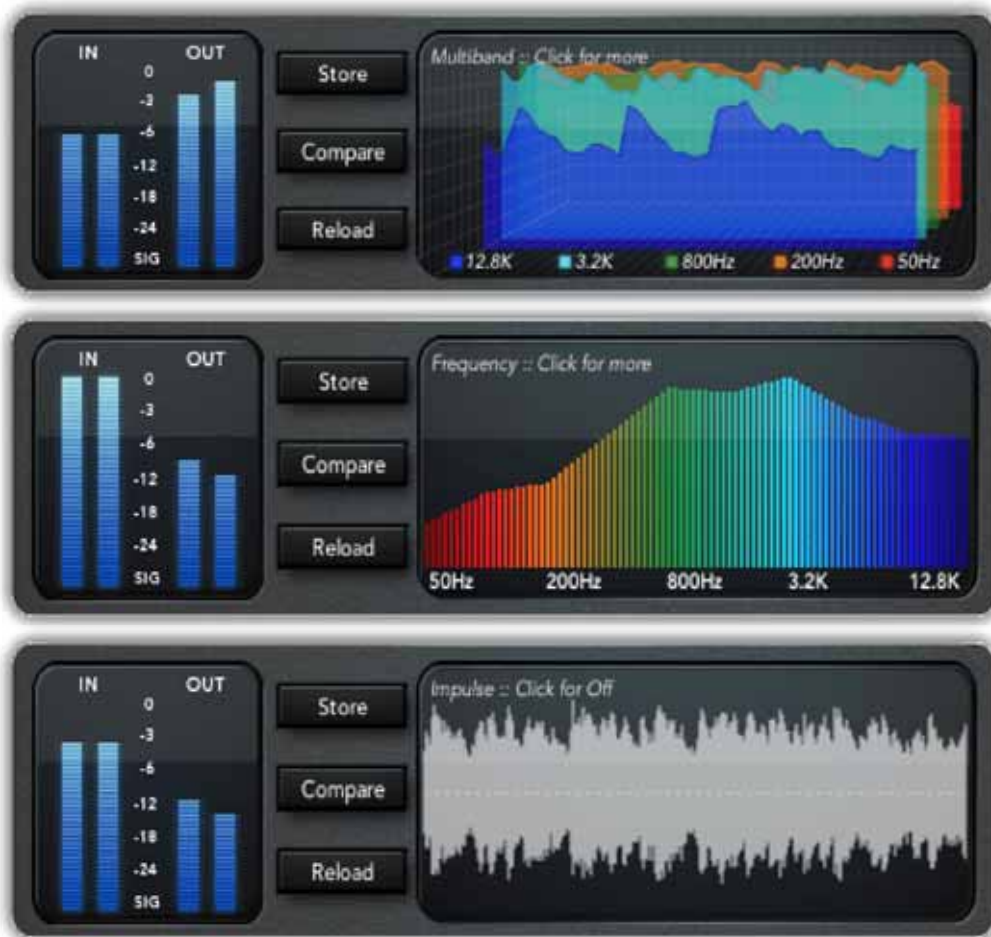 IN OUT
0
-3
-6
-12
-18
-24
SIG
Store
Compare
Reload
Multiband :: Click for more
12.8K 3.2K 800Hz 200Hz 50Hz
IN OUT
0
-3
-6
-12
-18
-24
SIG
Store
Compare
Reload
Frequency :: Click for more
50Hz 200Hz 800Hz 3.2K 12.8K
IN OUT
0
-3
-6
-12
-18
-24
SIG
Store
Compare
Reload
Impulse :: Click for Off